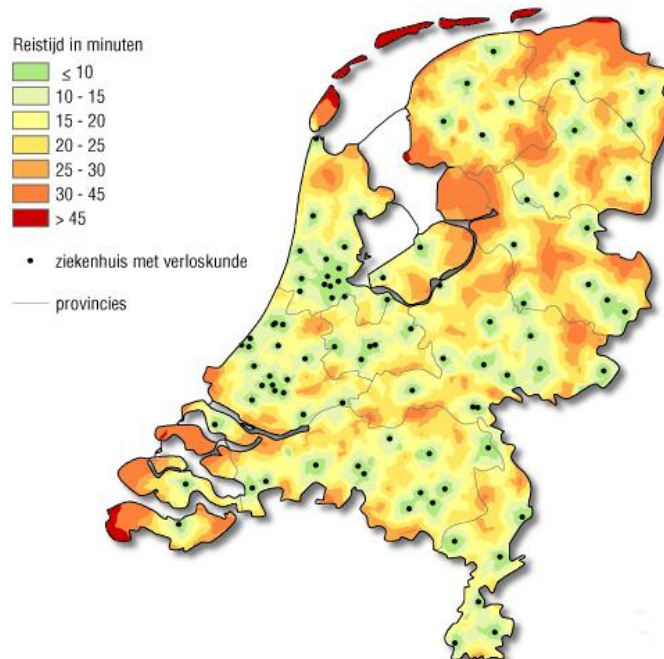 Reistijd in minuten
≤ 10
10 - 15
15 - 20
20 - 25
25 - 30
30 - 45
> 45
ziekenhuis met verloskunde
provincies